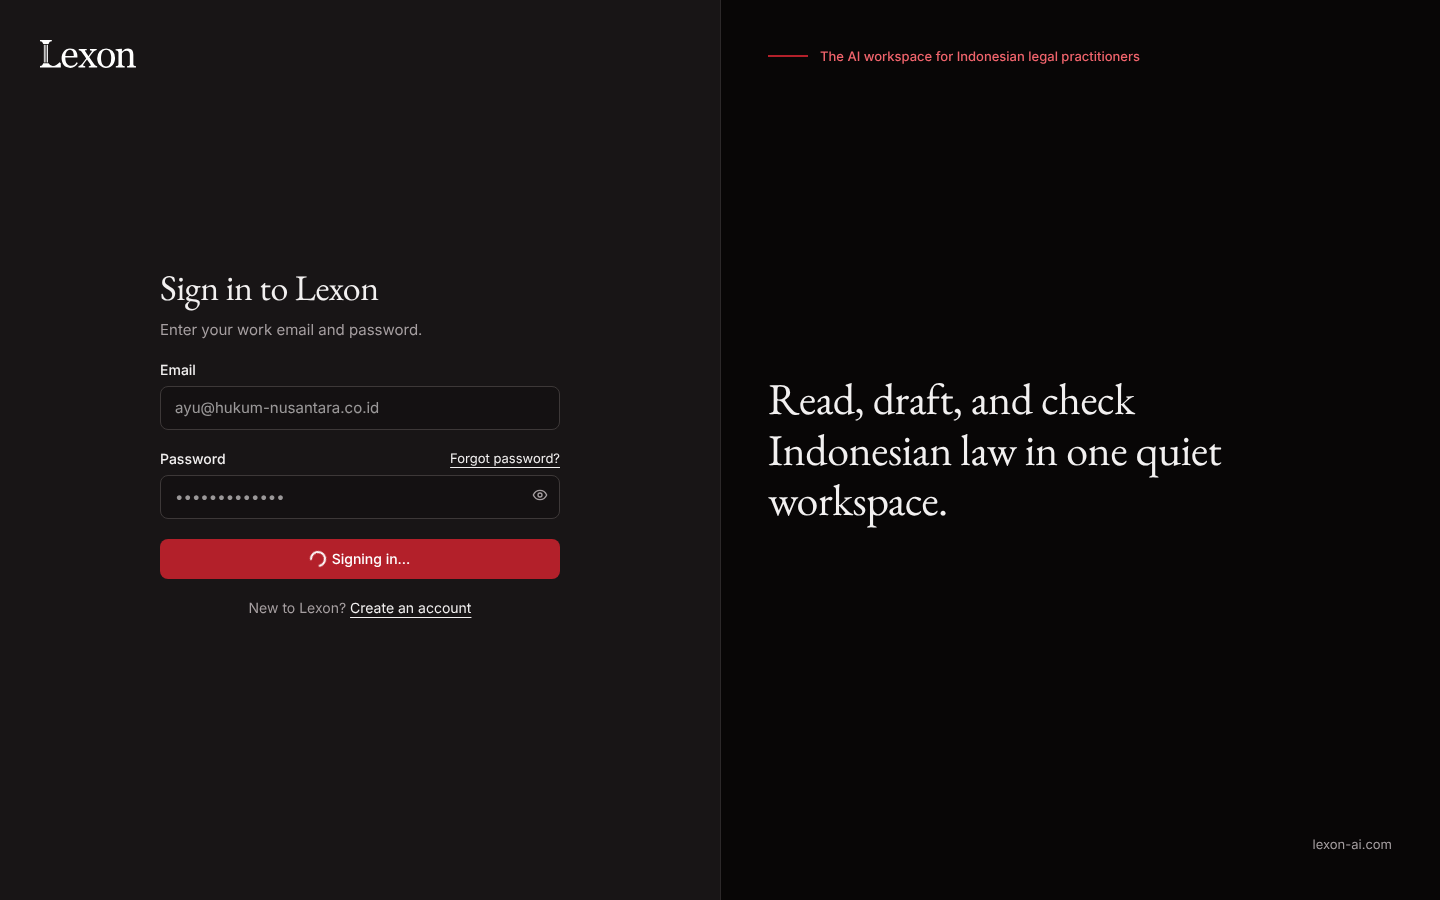 Lexon
Sign in to Lexon
Enter your work email and password.
Email
ayu@hukum-nusantara.co.id
Password
Forgot password?
•••••••••••••
Signing in...
New to Lexon? Create an account
The AI workspace for Indonesian legal practitioners
Read, draft, and check
Indonesian law in one quiet
workspace.
lexon-ai.com